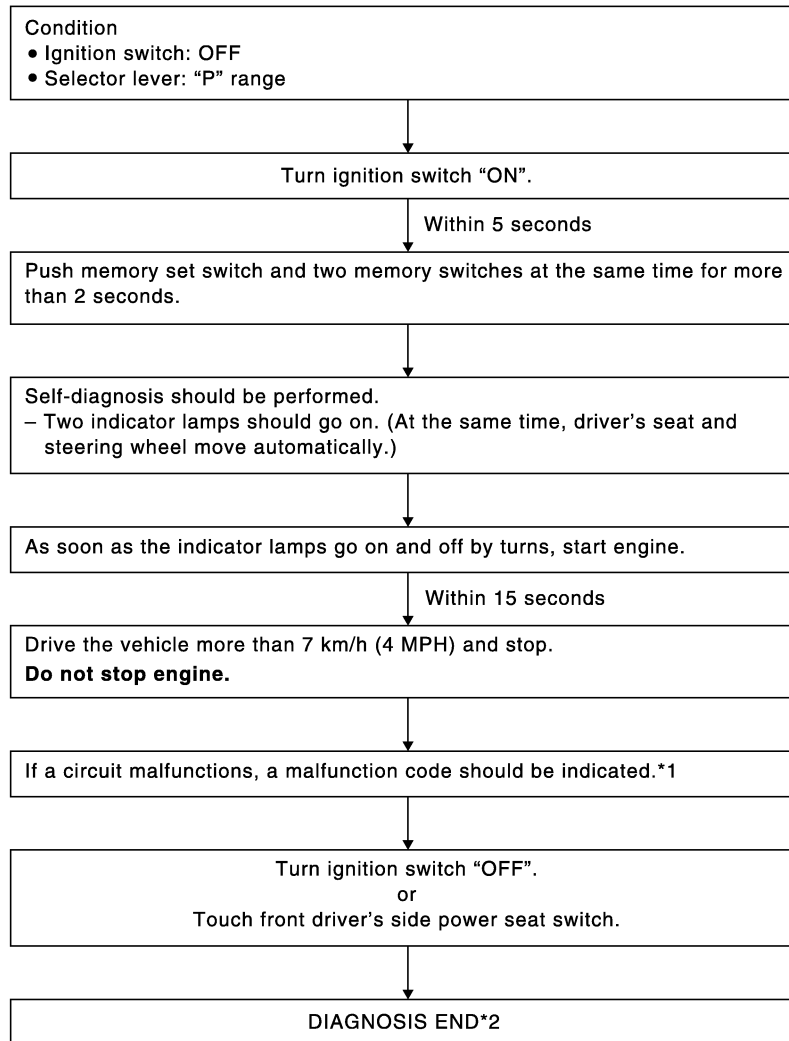 Condition
• Ignition switch: OFF
• Selector lever: “P” range
Turn ignition switch “ON”.
Within 5 seconds
Push memory set switch and two memory switches at the same time for more
than 2 seconds.
Self-diagnosis should be performed.
– Two indicator lamps should go on. (At the same time, driver’s seat and
steering wheel move automatically.)
As soon as the indicator lamps go on and off by turns, start engine.
Within 15 seconds
Drive the vehicle more than 7 km/h (4 MPH) and stop.
Do not stop engine.
If a circuit malfunctions, a malfunction code should be indicated.*1
Turn ignition switch “OFF”.
or
Touch front driver’s side power seat switch.
DIAGNOSIS END*2